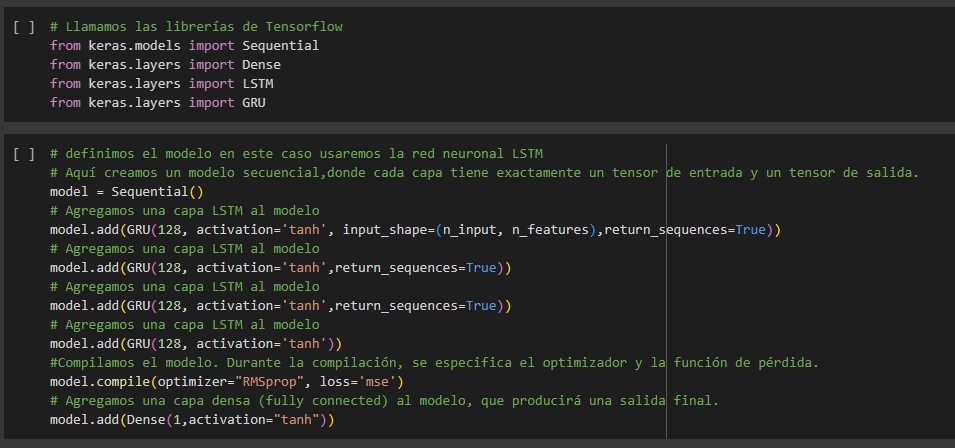 [ ] # Llamamos las librerías de Tensorflow
from keras.models import Sequential
from keras.layers import Dense
from keras.layers import LSTM
from keras.layers import GRU
[ ] # definimos el modelo en este caso usaremos la red neuronal LSTM
# Aquí creamos un modelo secuencial,donde cada capa tiene exactamente un tensor de entrada y un tensor de salida.
model = Sequential()
# Agregamos una capa LSTM al modelo
model.add(GRU(128, activation='tanh', input_shape=(n_input, n_features),return_sequences=True))
# Agregamos una capa LSTM al modelo
model.add(GRU(128, activation='tanh',return_sequences=True))
# Agregamos una capa LSTM al modelo
model.add(GRU(128, activation='tanh',return_sequences=True))
# Agregamos una capa LSTM al modelo
model.add(GRU(128, activation='tanh'))
#Compilamos el modelo. Durante la compilación, se especifica el optimizador y la función de pérdida.
model.compile(optimizer="RMSprop", loss='mse')
# Agregamos una capa densa (fully connected) al modelo, que producirá una salida final.
model.add(Dense(1,activation="tanh"))